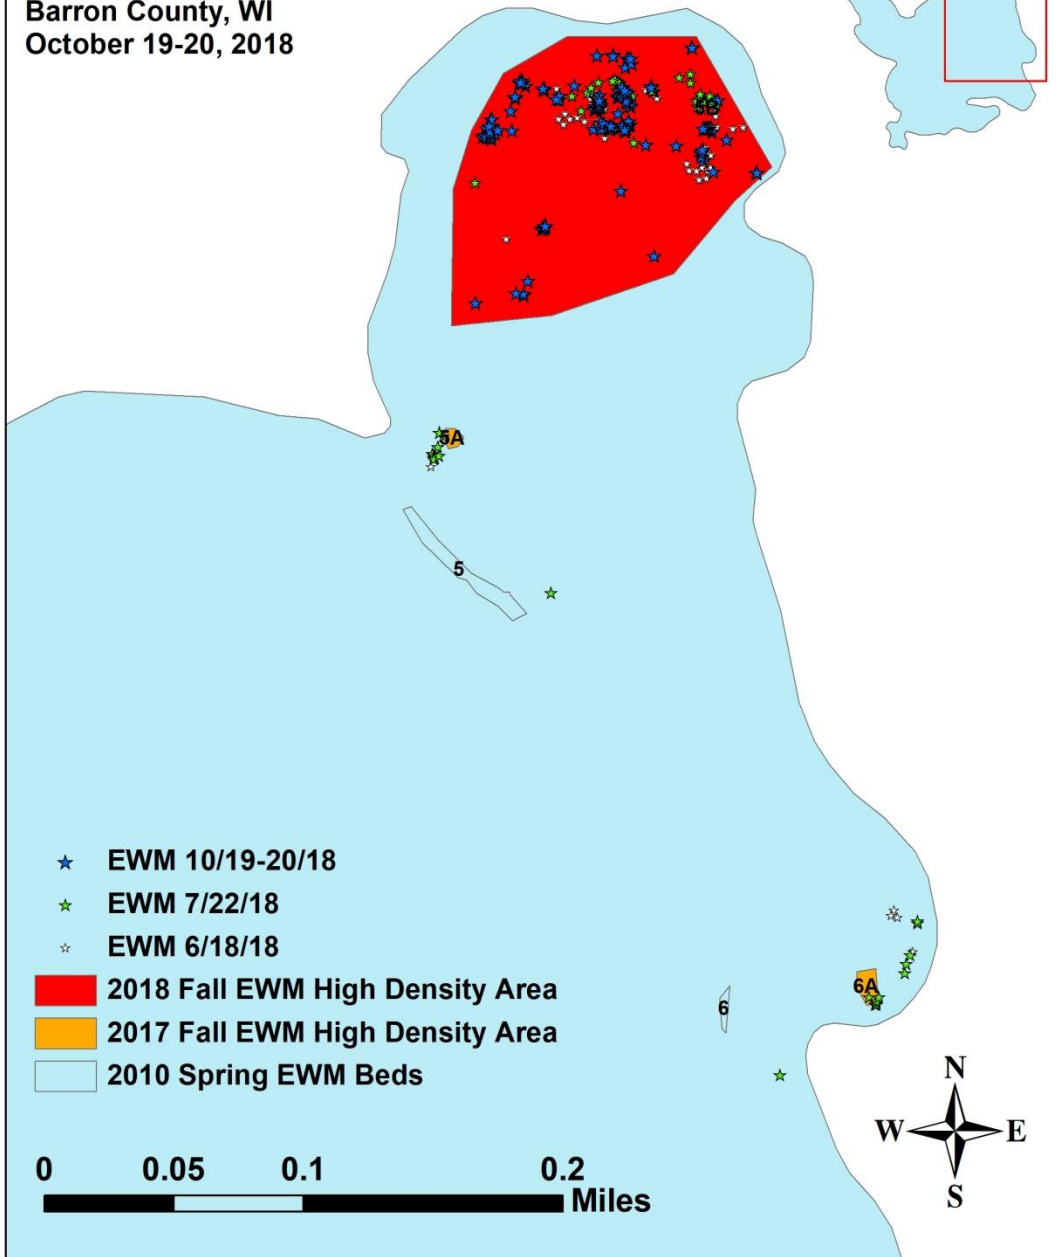 Barron County, WI
October 19-20, 2018
5A
5
EWM 10/19-20/18
EWM 7/22/18
EWM 6/18/18
2018 Fall EWM High Density Area
2017 Fall EWM High Density Area
2010 Spring EWM Beds
6A
6
N
W E
S
0 0.05 0.1 0.2
Miles